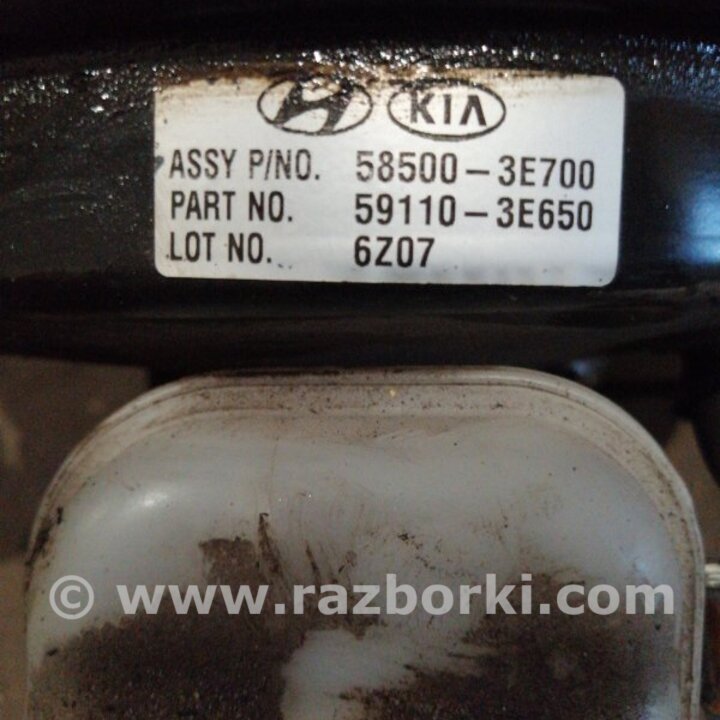 KIA
ASSY P/NO. 58500-3E700
PART NO. 59110-3E650
LOT NO. 6Z07
© www.razborki.com